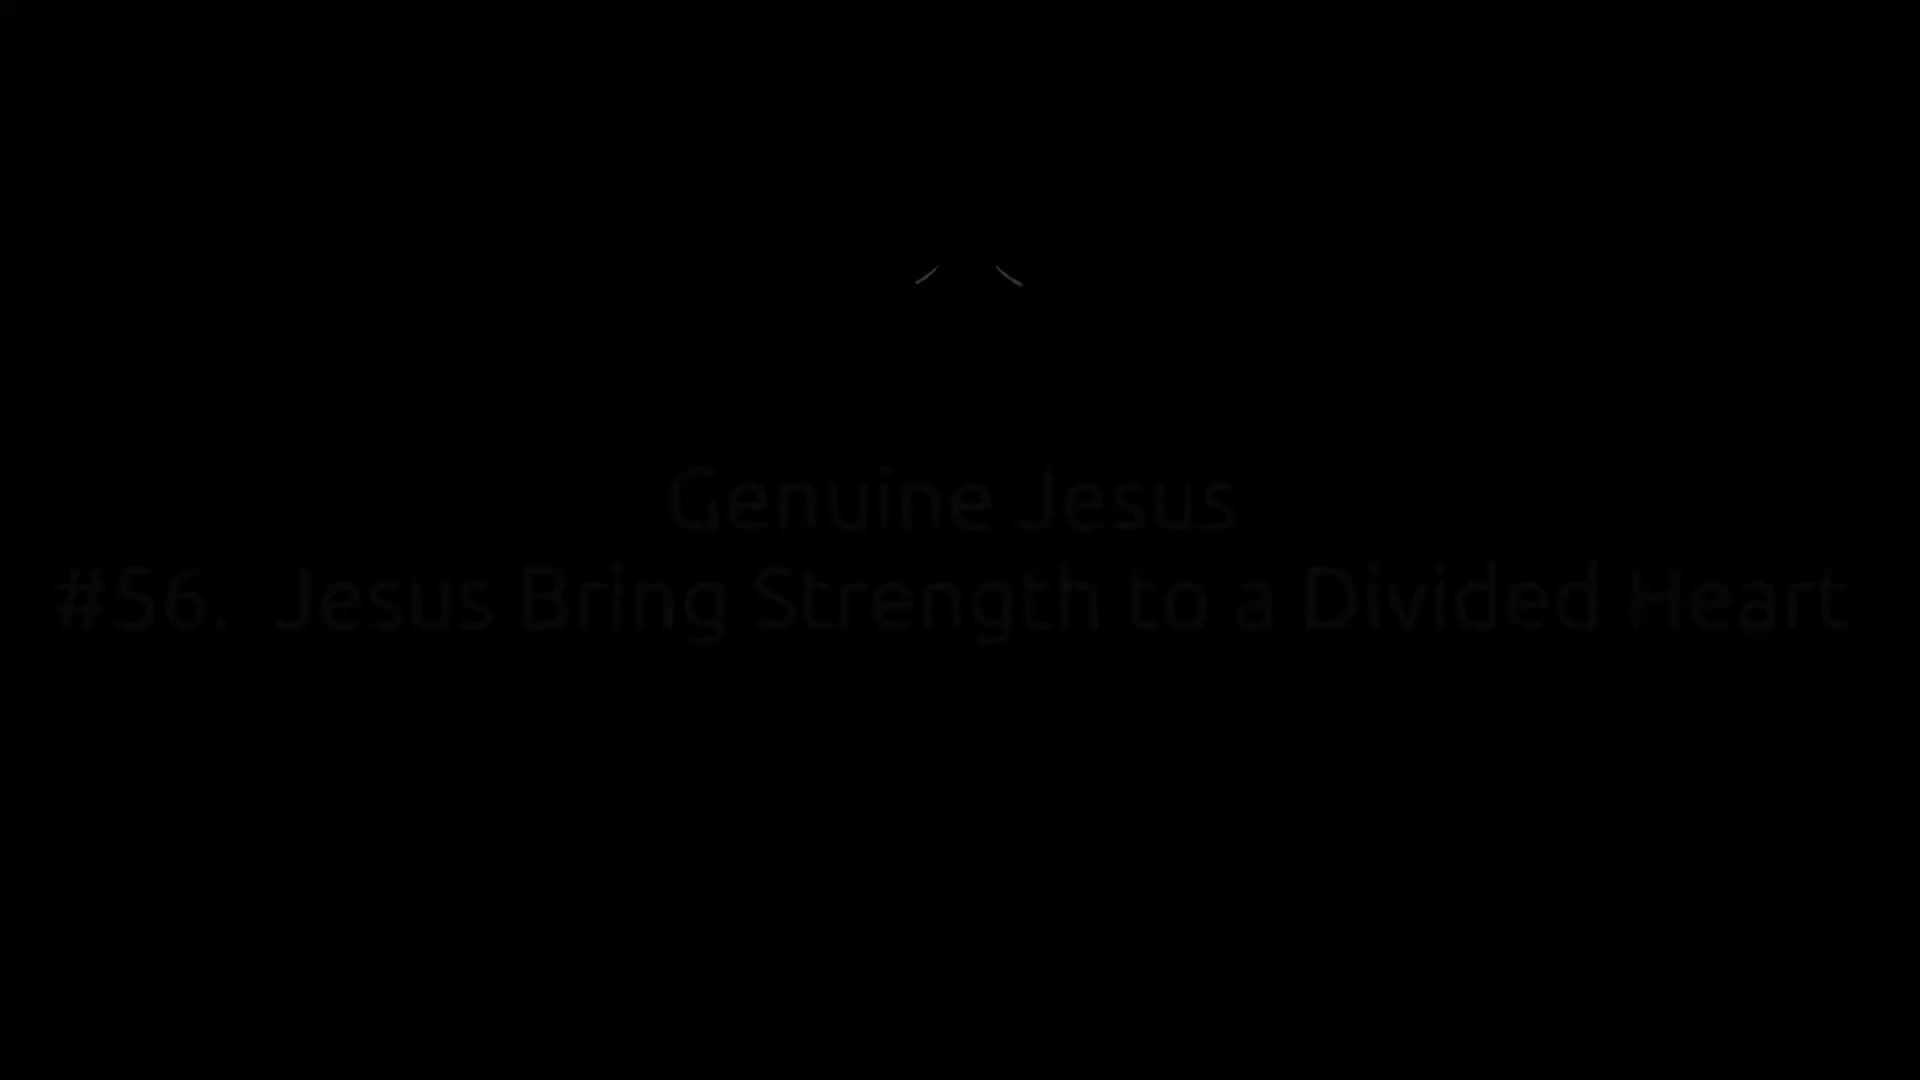 Genuine Jesus
#56.  Jesus Bring Strength to a Divided Heart